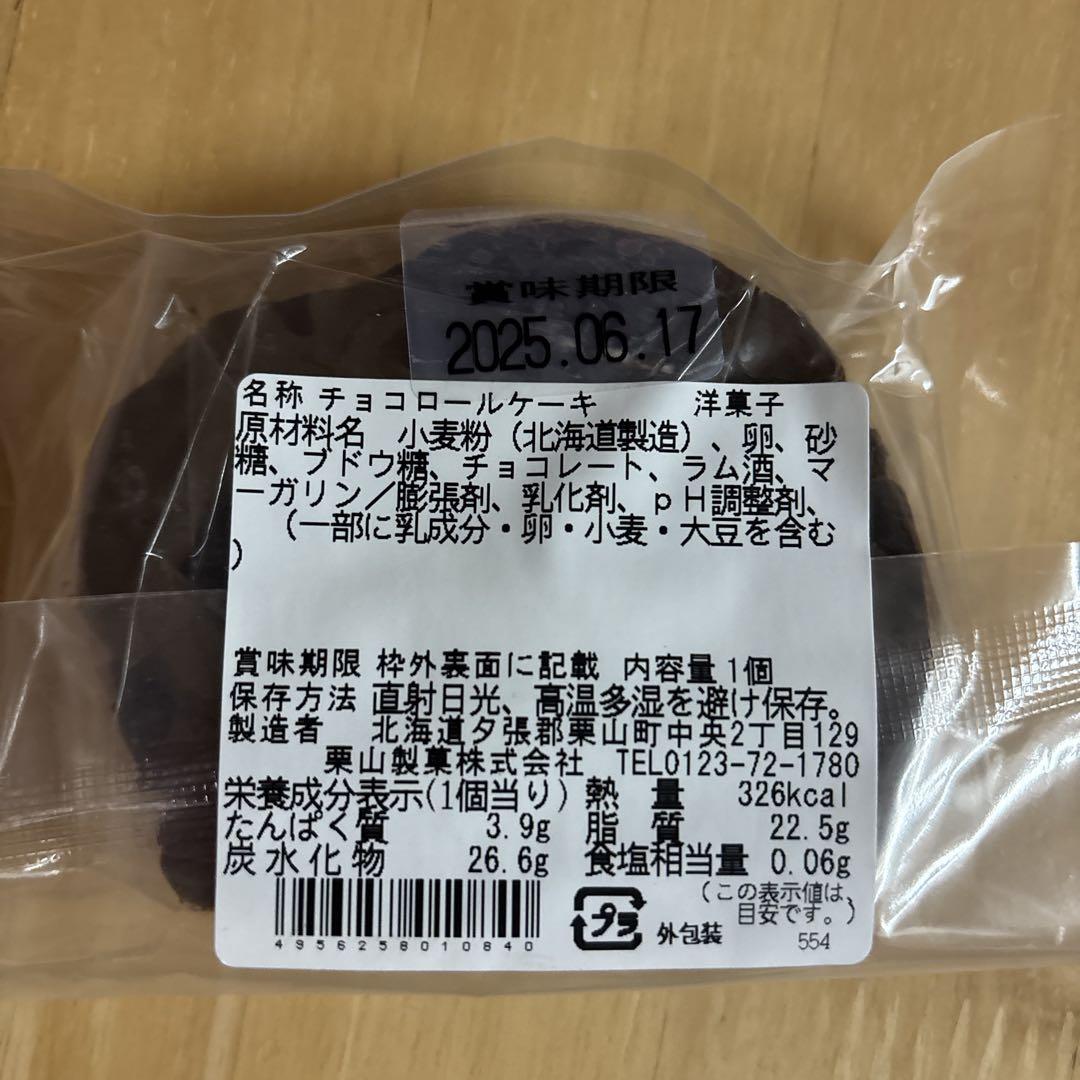 賞味期限
2025.06.17
名称 チョコロールケーキ 洋菓子
原材料名 小麦粉（北海道製造）、卵、砂
糖、ブドウ糖、チョコレート、ラム酒、マ
ーガリン／膨張剤、乳化剤、ｐＨ調整剤、
（一部に乳成分・卵・小麦・大豆を含む
）
賞味期限 枠外裏面に記載 内容量1個
保存方法 直射日光、高温多湿を避け保存。
製造者 北海道夕張郡栗山町中央2丁目129
栗山製菓株式会社 TEL0123-72-1780
栄養成分表示(1個当り) 熱量 326kcal
たんぱく質 3.9g 脂質 22.5g
炭水化物 26.6g 食塩相当量 0.06g
（この表示値は、
目安です。）
4956258010840
プラ 外包装 554